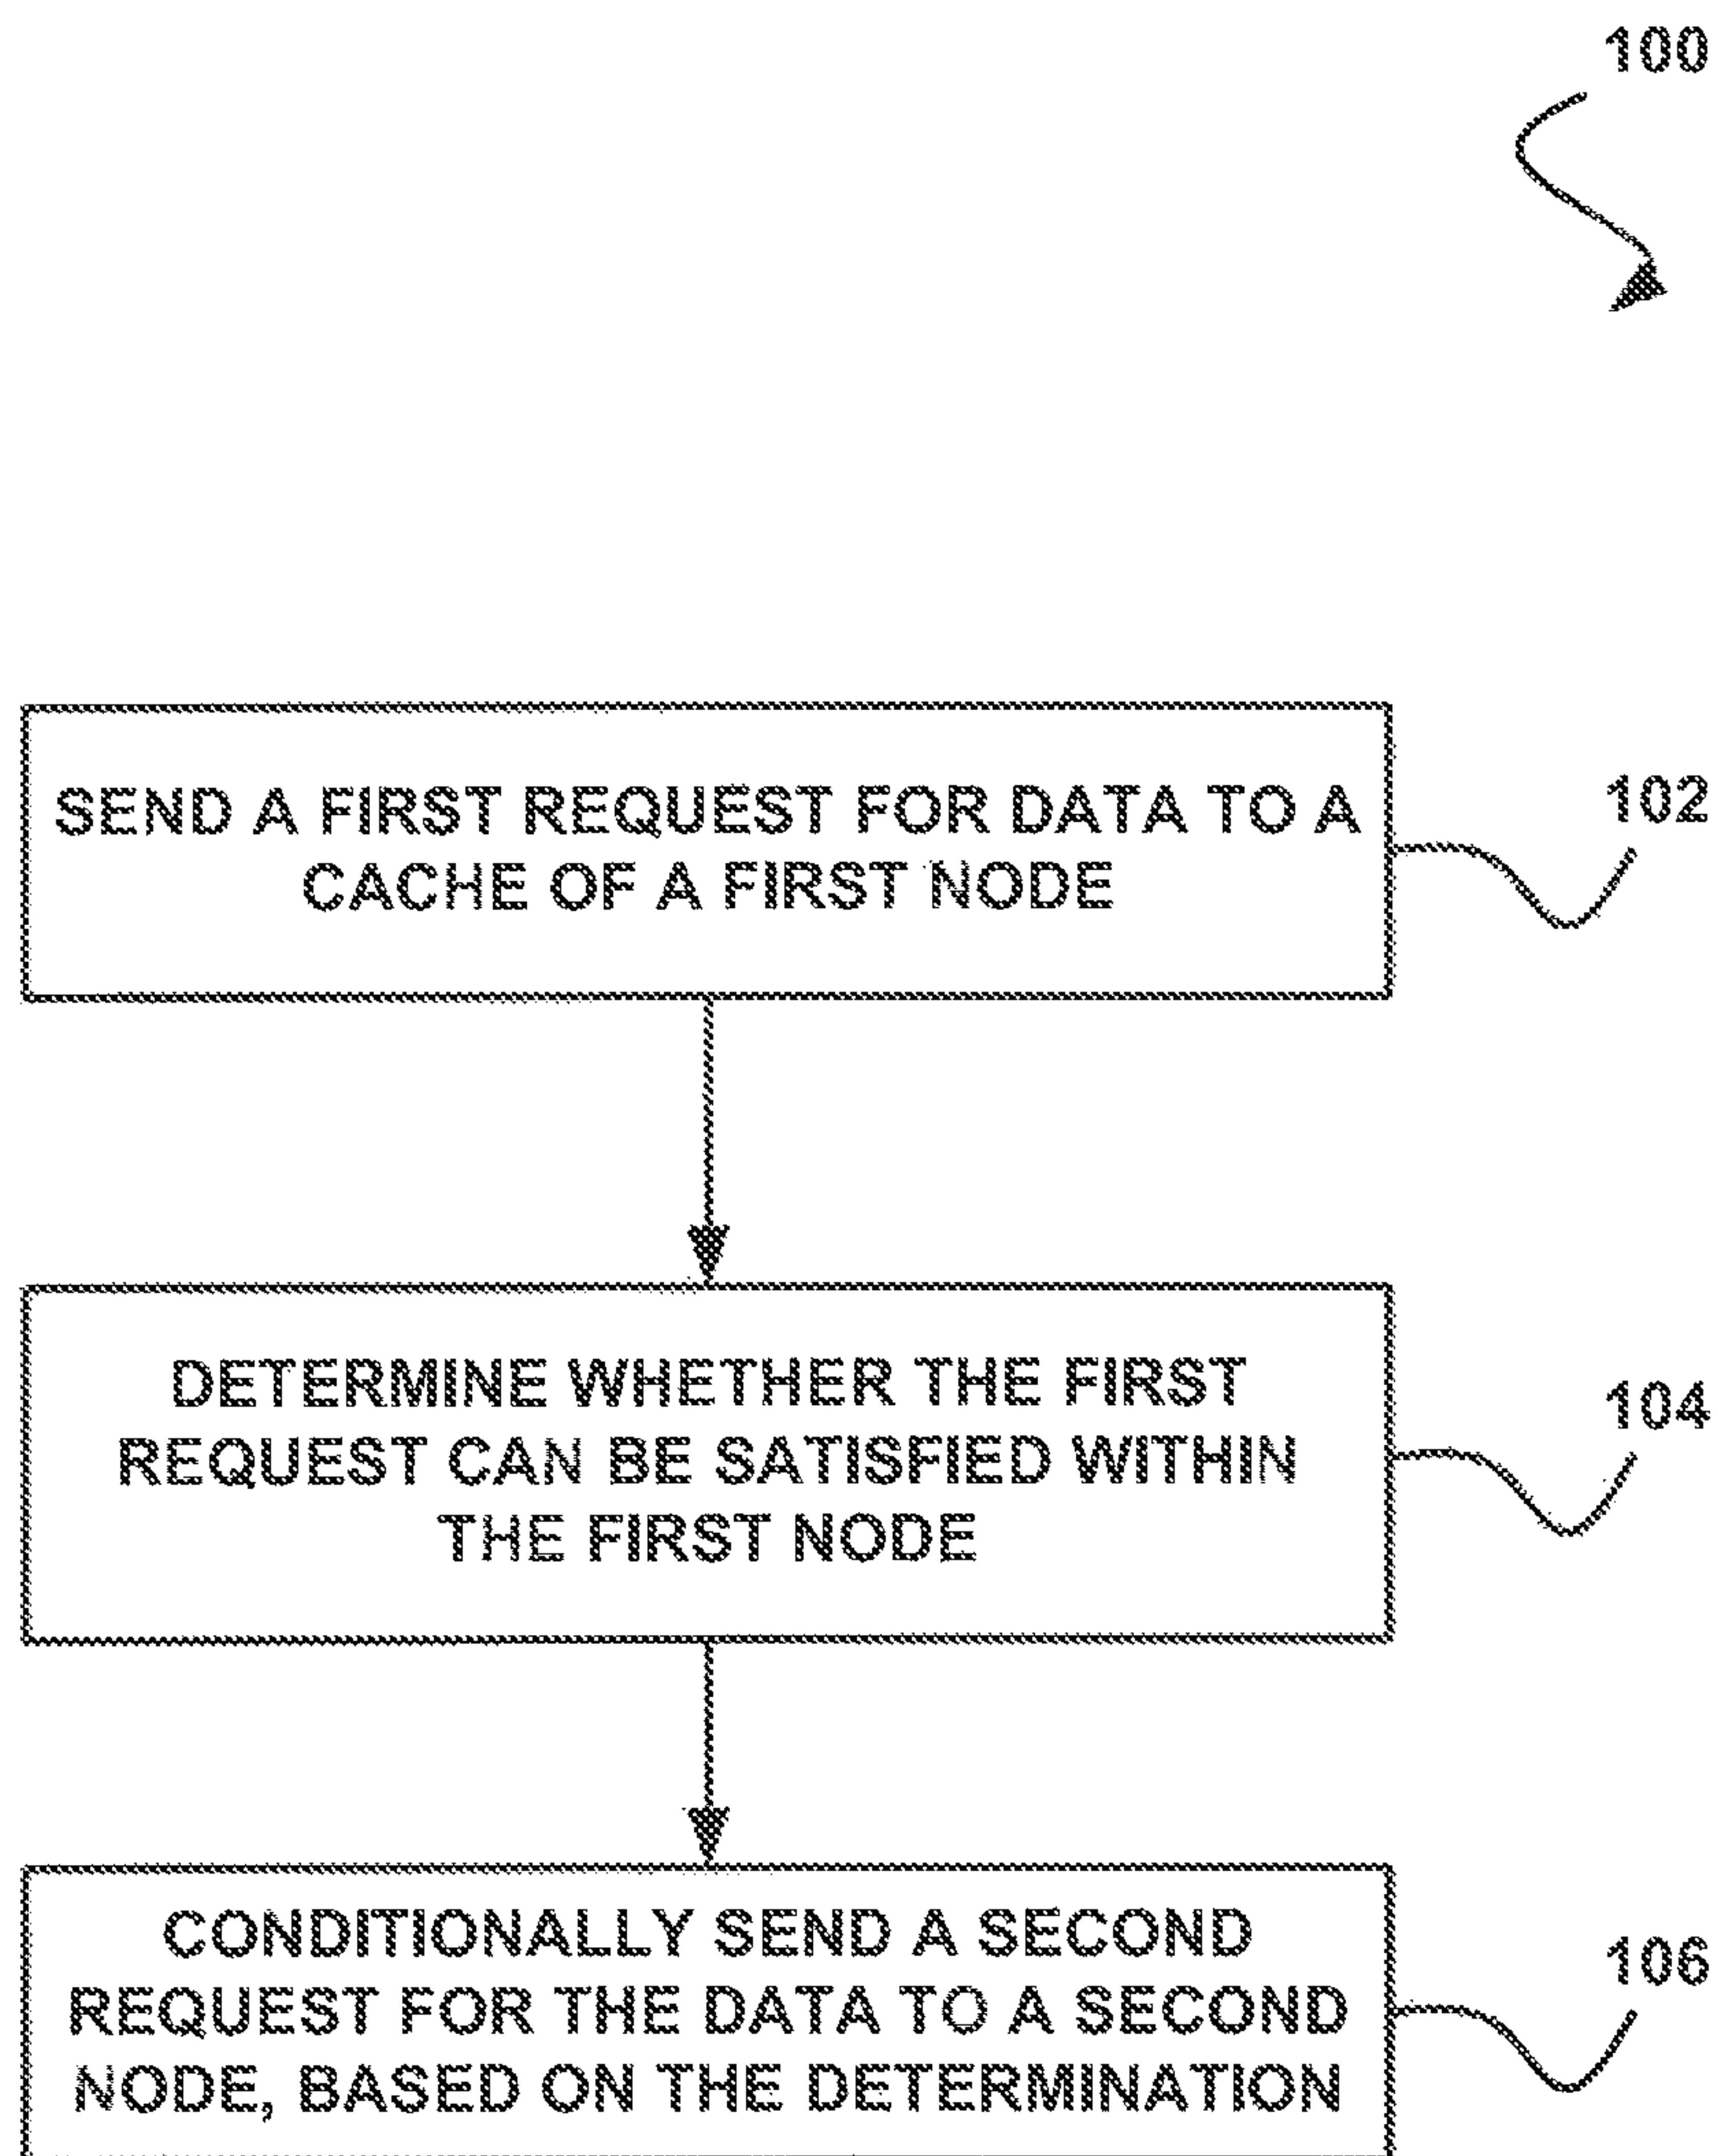 100
SEND A FIRST REQUEST FOR DATA TO A
CACHE OF A FIRST NODE
102
DETERMINE WHETHER THE FIRST
REQUEST CAN BE SATISFIED WITHIN
THE FIRST NODE
104
CONDITIONALLY SEND A SECOND
REQUEST FOR THE DATA TO A SECOND
NODE, BASED ON THE DETERMINATION
106